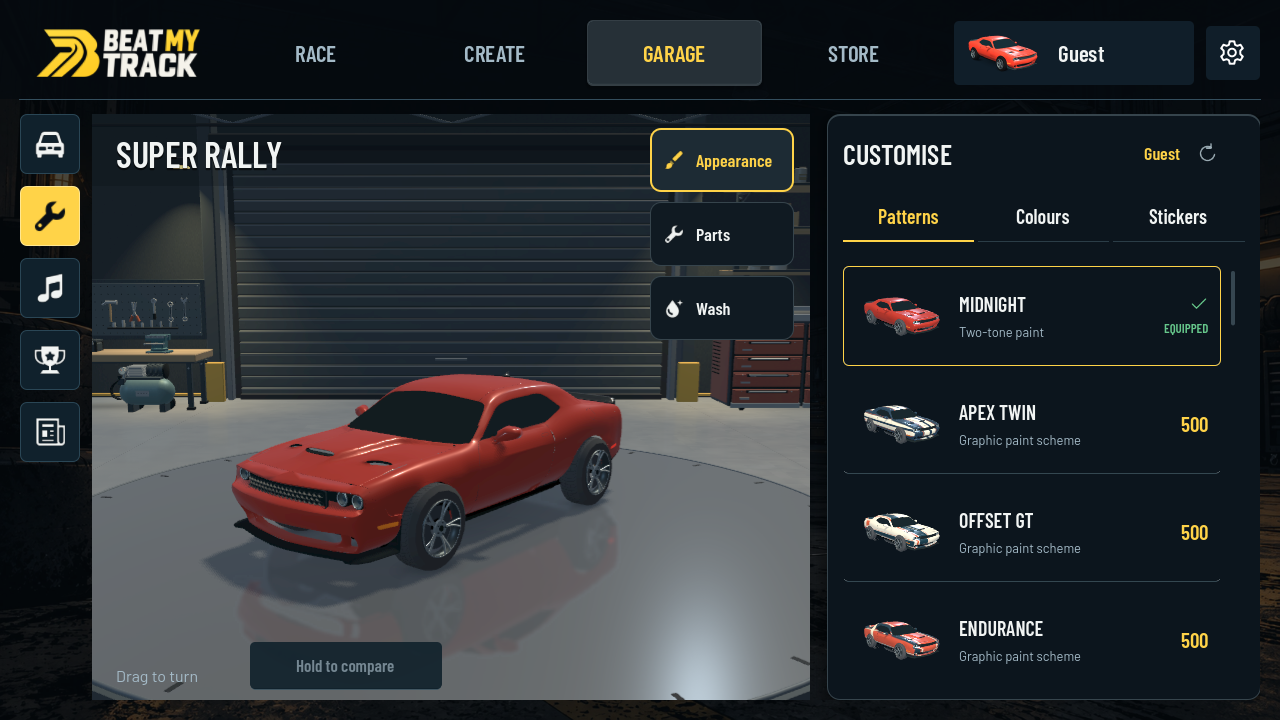 BEAT MY
TRACK
RACE
CREATE
GARAGE
STORE
Guest
SUPER RALLY
Appearance
Parts
Wash
Drag to turn
Hold to compare
CUSTOMISE
Guest
Patterns
Colours
Stickers
MIDNIGHT
Two-tone paint
EQUIPPED
APEX TWIN
Graphic paint scheme
500
OFFSET GT
Graphic paint scheme
500
ENDURANCE
Graphic paint scheme
500